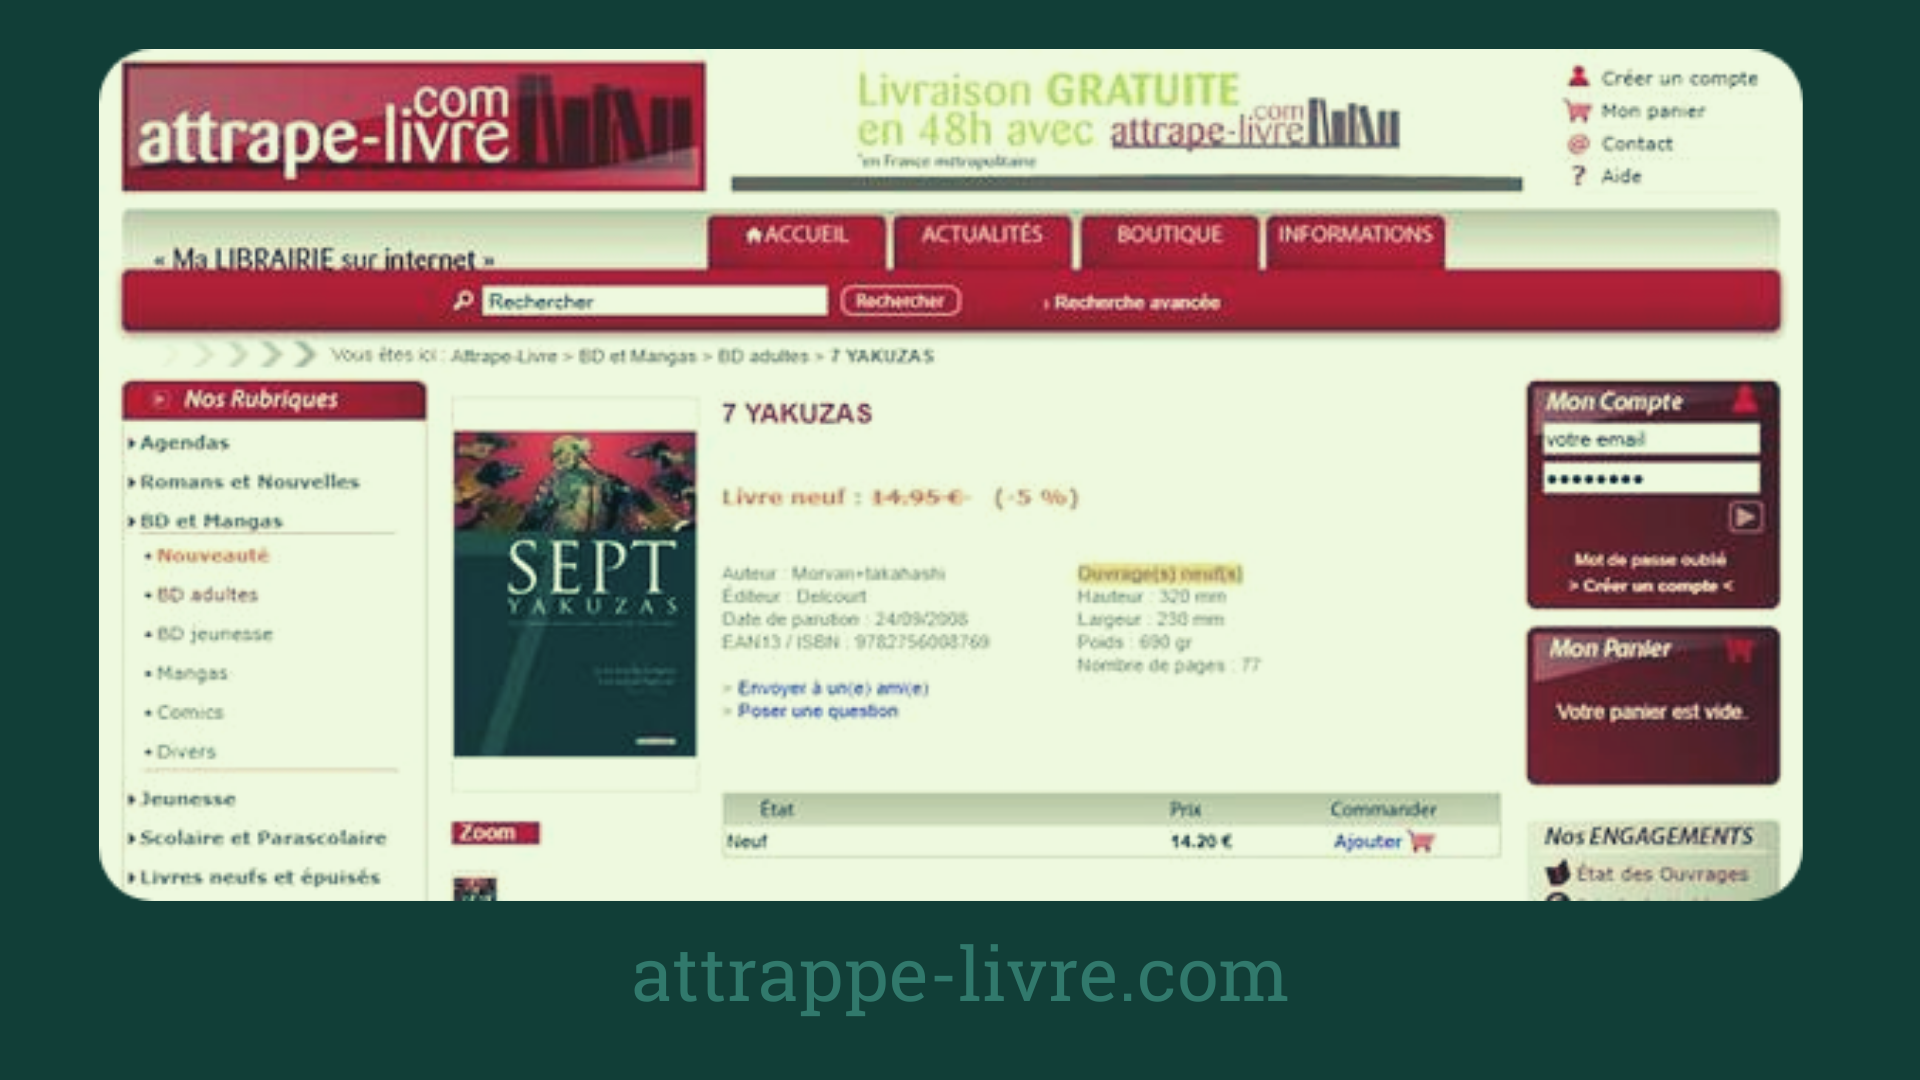 attrape-livre.com
Livraison GRATUITE
en 48h avec attrape-livre.com
*en France métropolitaine
Créer un compte
Mon panier
@ Contact
? Aide
« Ma LIBRAIRIE sur internet »
ACCUEIL
ACTUALITÉS
BOUTIQUE
INFORMATIONS
Rechercher
Rechercher
› Recherche avancée
Vous êtes ici : Attrape-Livre > BD et Mangas > BD adultes > 7 YAKUZAS
Nos Rubriques
Agendas
Romans et Nouvelles
BD et Mangas
• Nouveauté
• BD adultes
• BD jeunesse
• Mangas
• Comics
• Divers
Jeunesse
Scolaire et Parascolaire
Livres neufs et épuisés
SEPT
YAKUZAS
Zoom
7 YAKUZAS
Livre neuf : 14.95 € (-5 %)
Auteur : Morvan+takahashi
Éditeur : Delcourt
Date de parution : 24/09/2008
EAN13 / ISBN : 9782756008769
» Envoyer à un(e) ami(e)
» Poser une question
Ouvrage(s) neuf(s)
Hauteur : 320 mm
Largeur : 230 mm
Poids : 690 gr
Nombre de pages : 77
État Prix Commander
Neuf 14.20 € Ajouter
Mon Compte
votre email
••••••••
Mot de passe oublié
> Créer un compte <
Mon Panier
Votre panier est vide.
Nos ENGAGEMENTS
État des Ouvrages
attrappe-livre.com